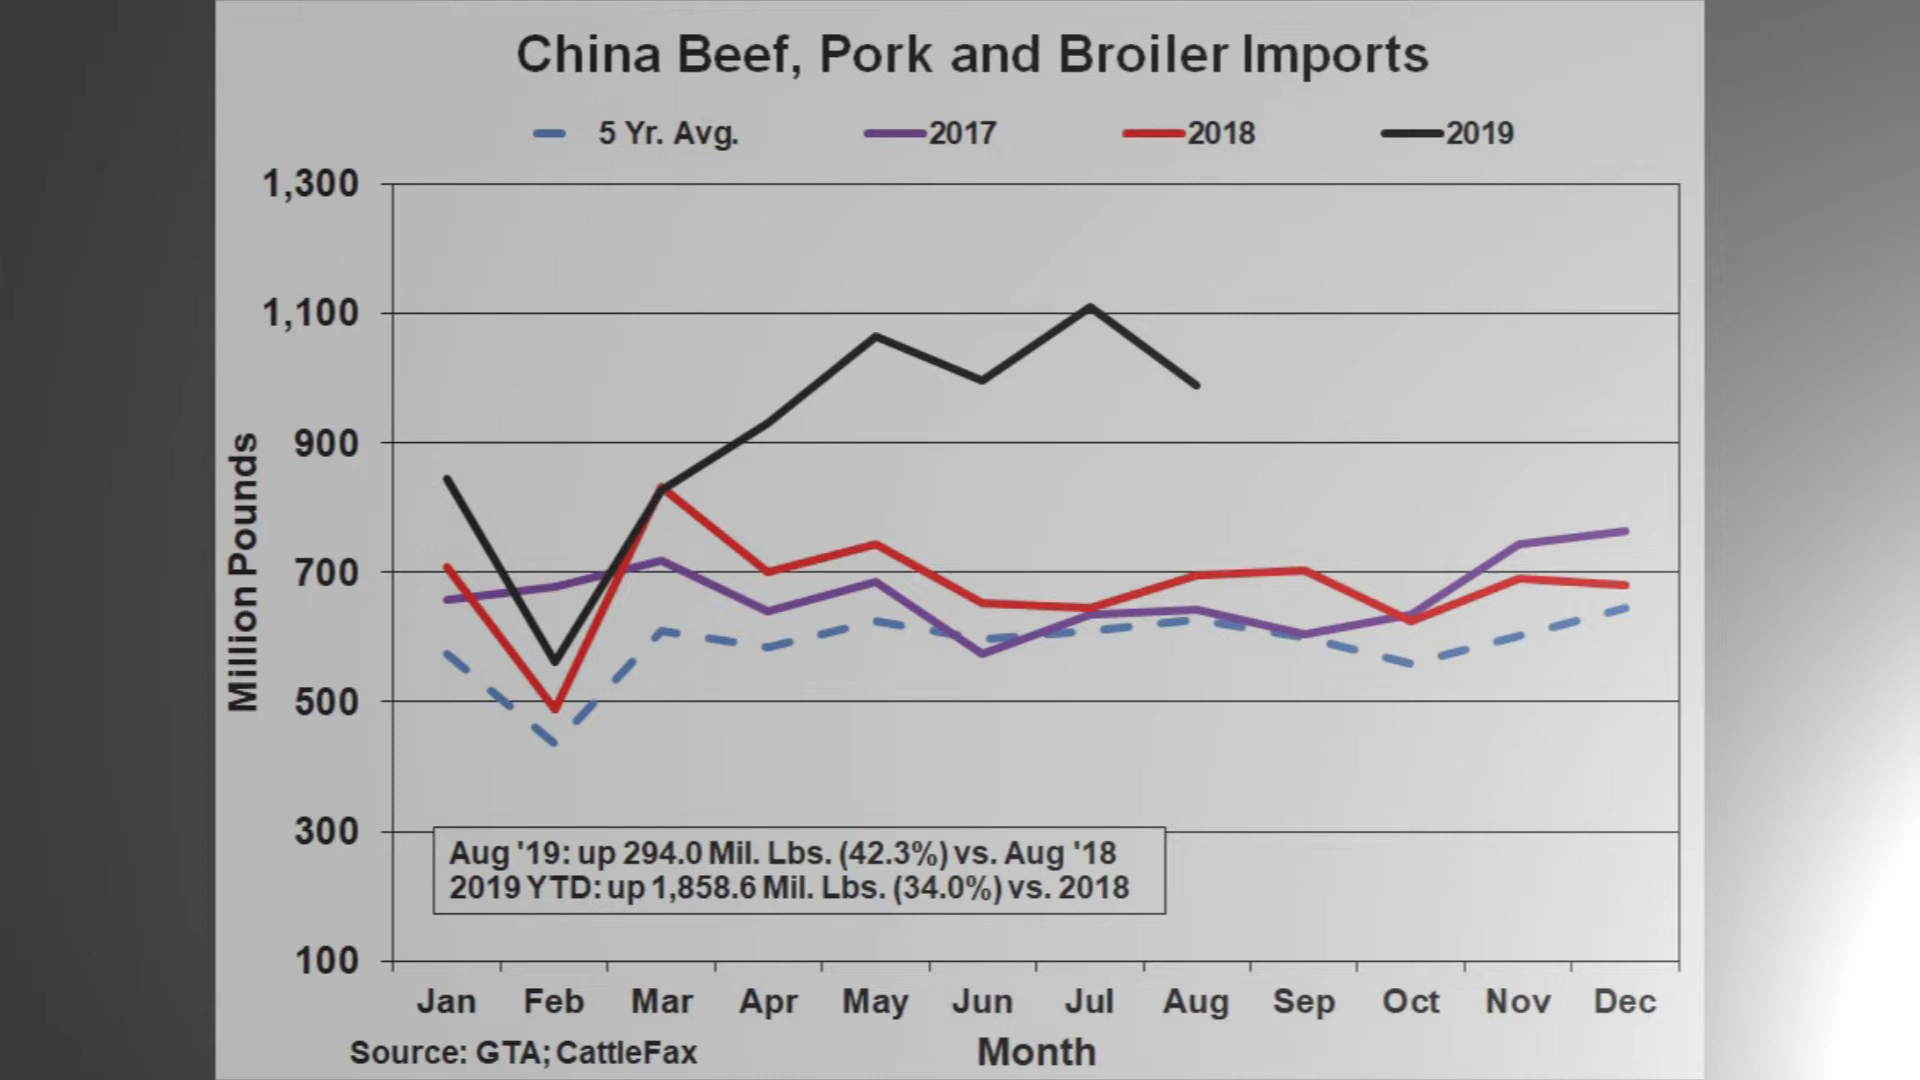 China Beef, Pork and Broiler Imports
5 Yr. Avg. 2017 2018 2019
1,300
1,100
900
700
500
300
100
Million Pounds
Aug '19: up 294.0 Mil. Lbs. (42.3%) vs. Aug '18
2019 YTD: up 1,858.6 Mil. Lbs. (34.0%) vs. 2018
Jan Feb Mar Apr May Jun Jul Aug Sep Oct Nov Dec
Source: GTA; CattleFax
Month